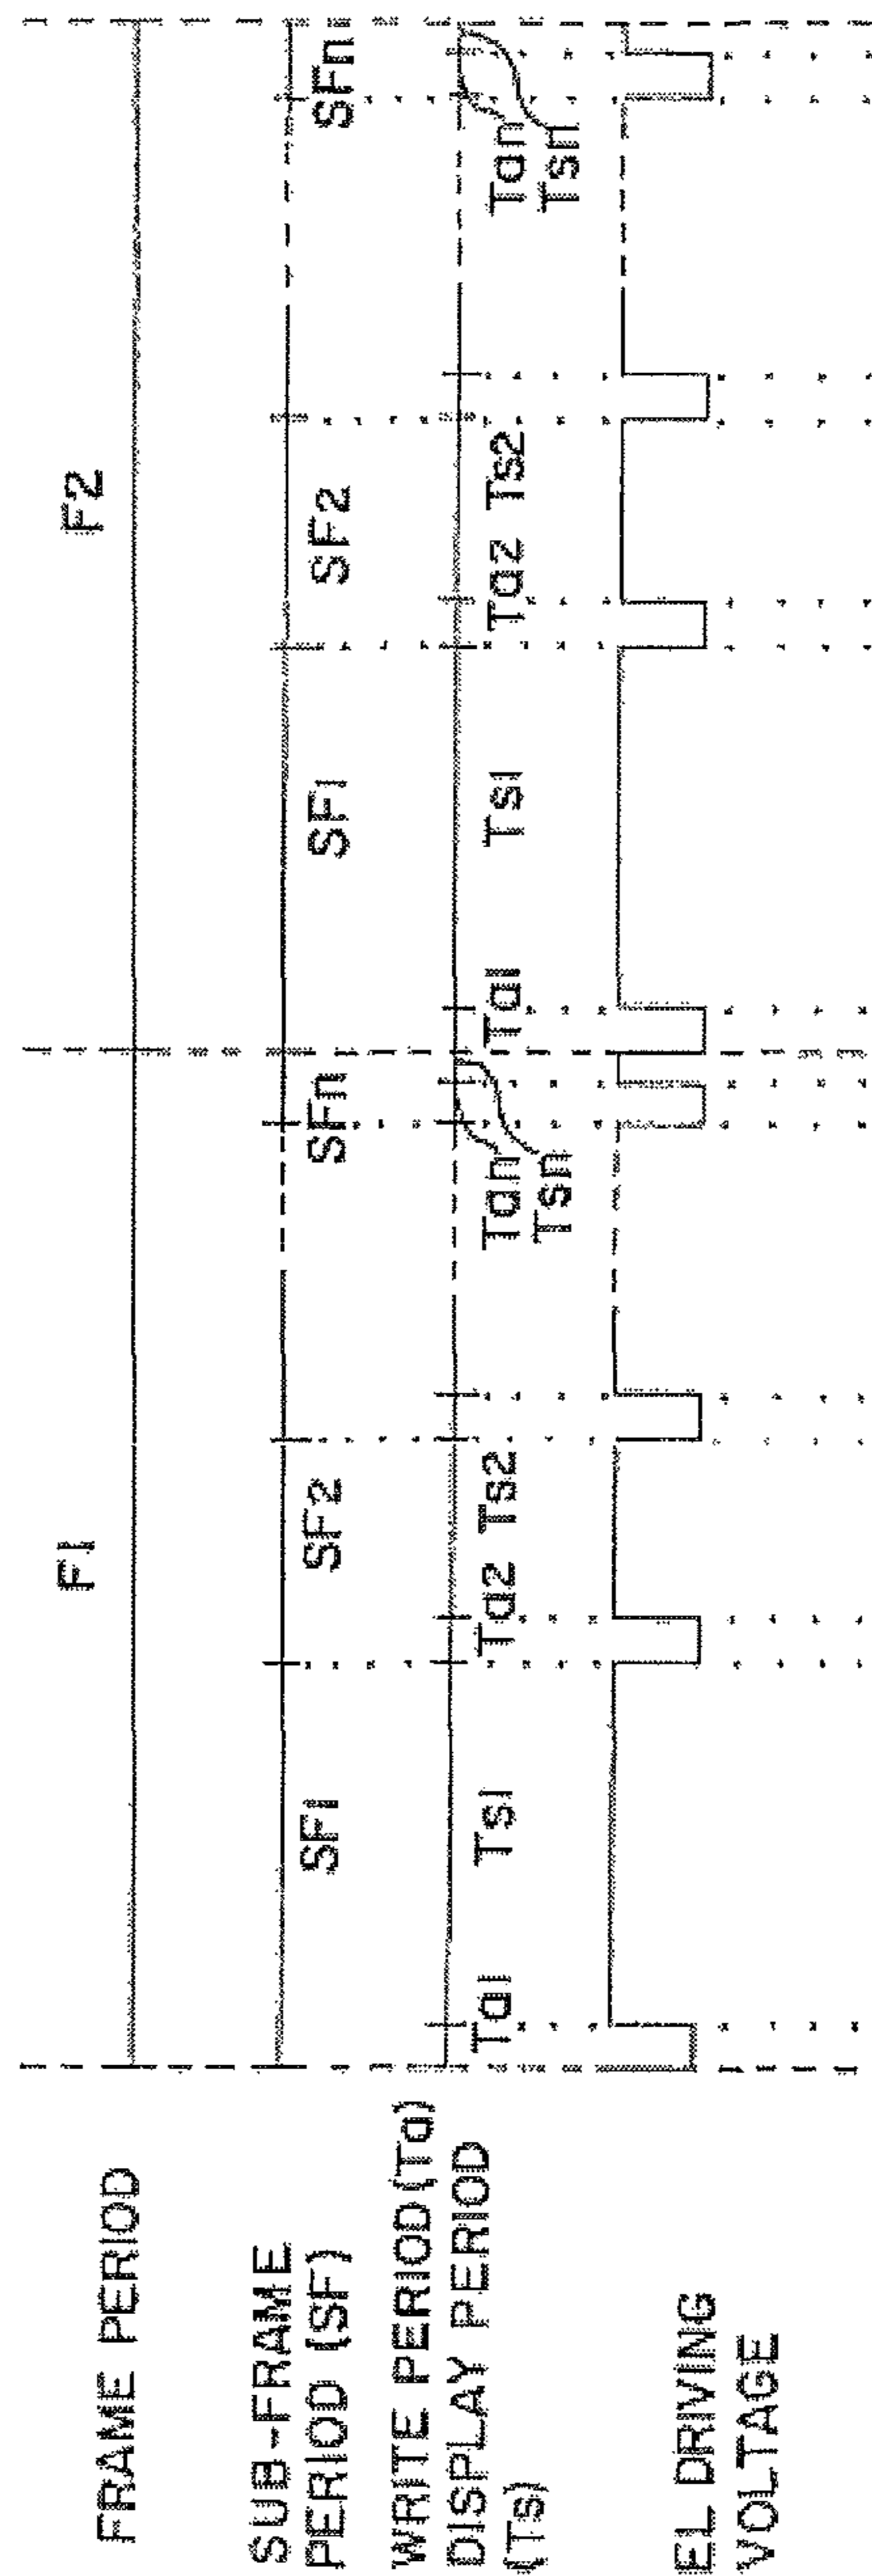 FRAME PERIOD
F1
F2
SUB-FRAME
PERIOD (SF)
SF1
SF2
SFn
SF1
SF2
SFn
WRITE PERIOD(Ta)
DISPLAY PERIOD
(Ts)
Ta1
Ts1
Ta2
Ts2
Tan
Tsn
Ta1
Ts1
Ta2
Ts2
Tan
Tsn
EL DRIVING
VOLTAGE